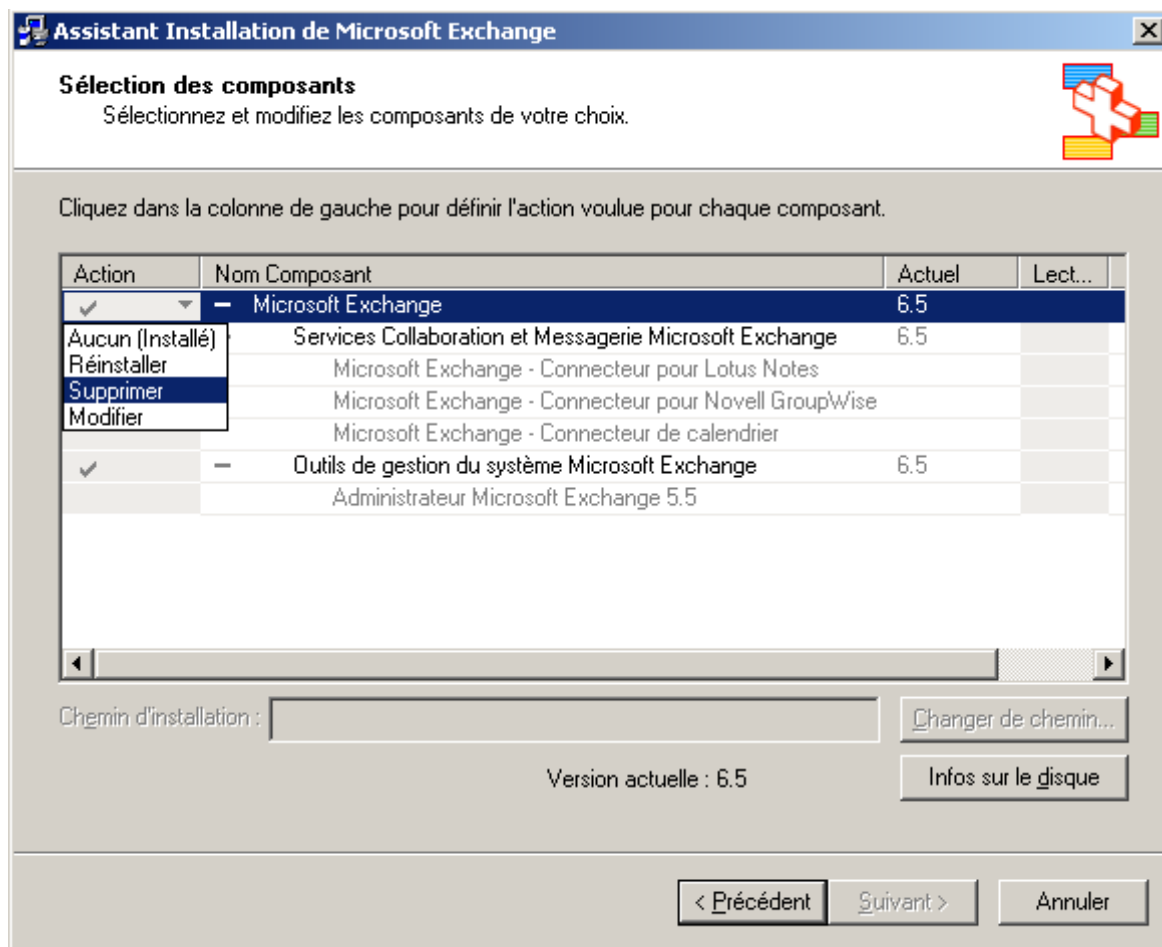 Assistant Installation de Microsoft Exchange
Sélection des composants
Sélectionnez et modifiez les composants de votre choix.
Cliquez dans la colonne de gauche pour définir l'action voulue pour chaque composant.
Action Nom Composant Actuel Lect...
Microsoft Exchange 6.5
Aucun (Installé) Services Collaboration et Messagerie Microsoft Exchange 6.5
Réinstaller Microsoft Exchange - Connecteur pour Lotus Notes
Supprimer Microsoft Exchange - Connecteur pour Novell GroupWise
Modifier Microsoft Exchange - Connecteur de calendrier
Outils de gestion du système Microsoft Exchange 6.5
Administrateur Microsoft Exchange 5.5
Chemin d'installation : Changer de chemin...
Version actuelle : 6.5 Infos sur le disque
< Précédent Suivant > Annuler